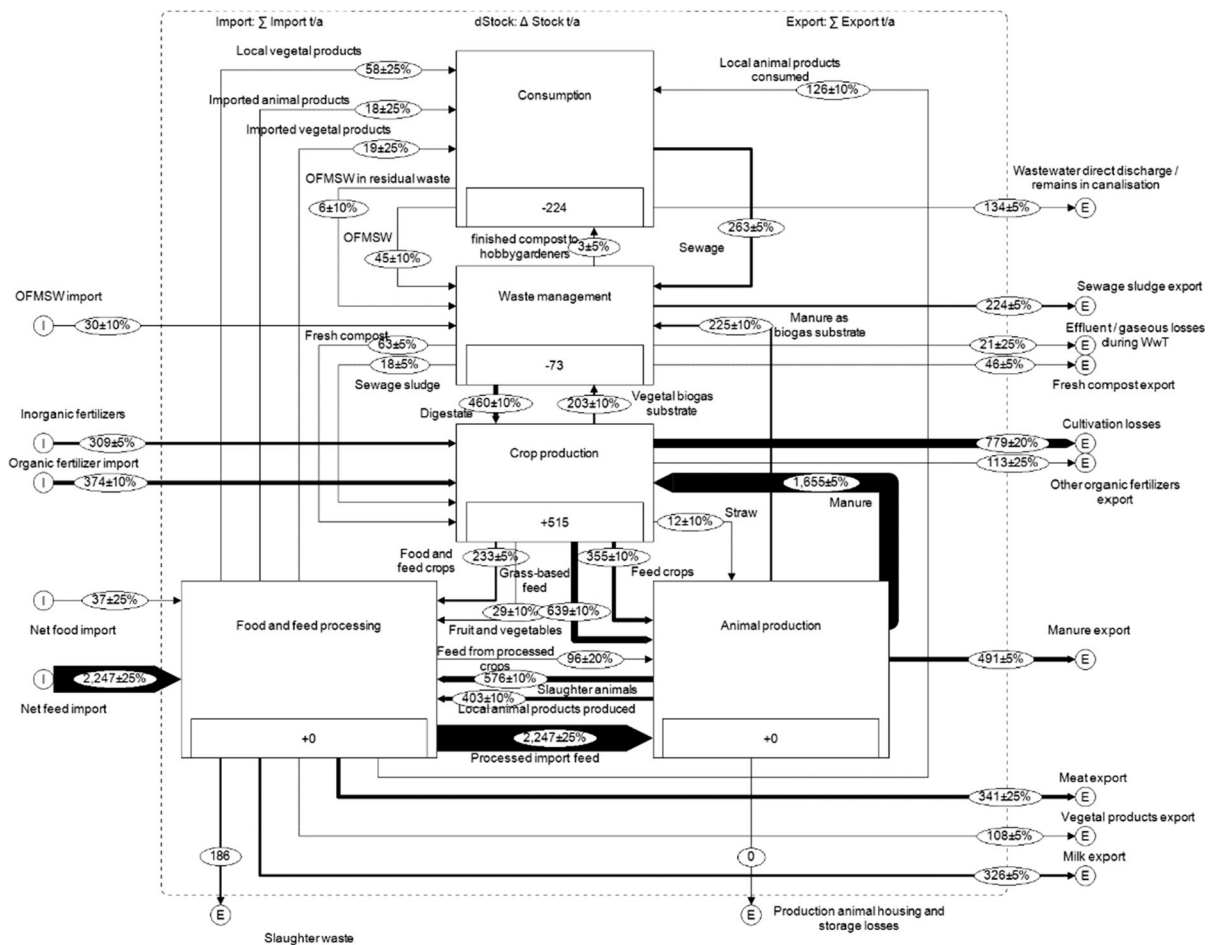 Import: ∑ Import t/a
dStock: Δ Stock t/a
Export: ∑ Export t/a
Local vegetal products
58±25%
Local animal products
consumed
126±10%
Consumption
Imported animal products
18±25%
Imported vegetal products
19±25%
OFMSW in residual waste
6±10%
-224
Wastewater direct discharge /
remains in canalisation
134±5%
E
263±5%
Sewage
OFMSW
45±10%
finished compost to
hobbygardeners
3±5%
OFMSW import
I
30±10%
Waste management
Sewage sludge export
224±5%
E
Manure as
biogas substrate
225±10%
Effluent / gaseous losses
during WwT
21±25%
E
Fresh compost
63±5%
18±5%
Sewage sludge
-73
46±5%
E
Fresh compost export
460±10%
Digestate
203±10%
Vegetal biogas
substrate
Inorganic fertilizers
I
309±5%
Crop production
Cultivation losses
779±20%
E
Organic fertilizer import
I
374±10%
113±25%
E
Other organic fertilizers
export
1,655±5%
Manure
+515
12±10%
Straw
Food and
feed crops
233±5%
Grass-based
feed
355±10%
Feed crops
I
37±25%
Net food import
29±10%
Fruit and vegetables
639±10%
Food and feed processing
Animal production
Manure export
491±5%
E
Feed from processed
crops
96±20%
I
2,247±25%
Net feed import
576±10%
Slaughter animals
403±10%
Local animal products produced
+0
2,247±25%
Processed import feed
+0
Meat export
341±25%
E
Vegetal products export
108±5%
E
186
0
Milk export
326±5%
E
E
Slaughter waste
E
Production animal housing and
storage losses